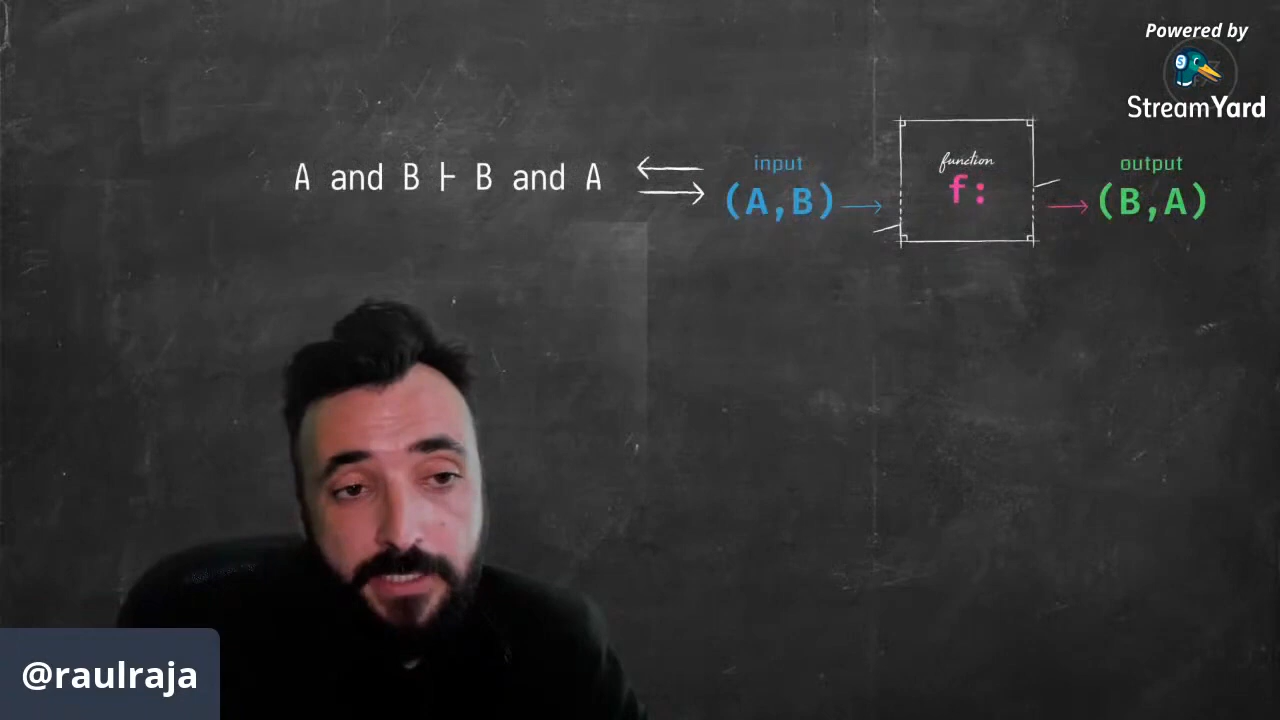 Powered by
StreamYard
A and B ⊢ B and A
input
(A,B)
function
f:
output
(B,A)
@raulraja